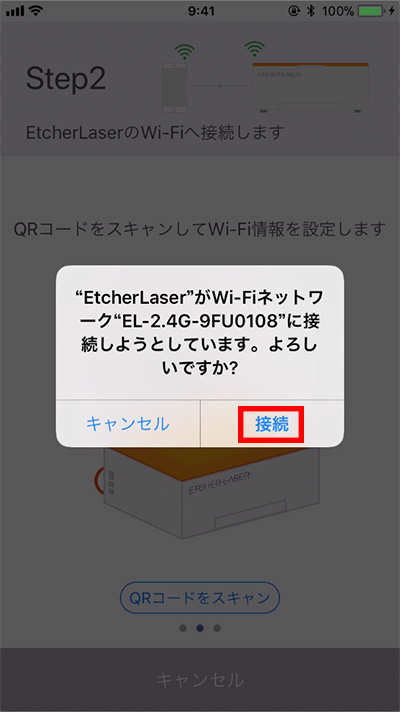 9:41
100%
Step2
EtcherLaserのWi-Fiへ接続します
QRコードをスキャンしてWi-Fi情報を設定します
“EtcherLaser”がWi-Fiネットワ
ーク“EL-2.4G-9FU0108”に接
続しようとしています。よろし
いですか?
キャンセル
接続
ETCHER LASER
QRコードをスキャン
キャンセル